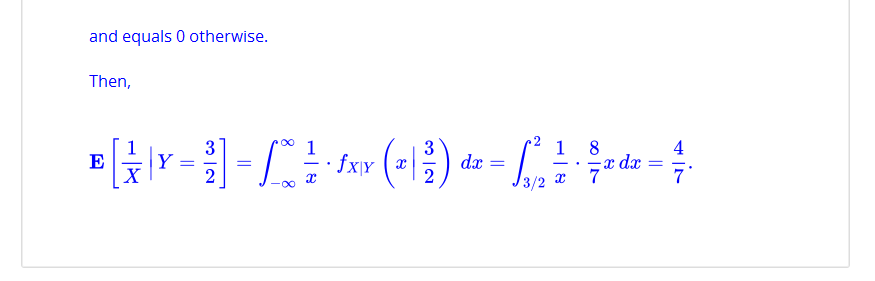 and equals 0 otherwise.
Then,
E[1/X | Y = 3/2] = ∫_{-∞}^{∞} 1/x · f_{X|Y}(x | 3/2) dx = ∫_{3/2}^{2} 1/x · 8/7 x dx = 4/7.